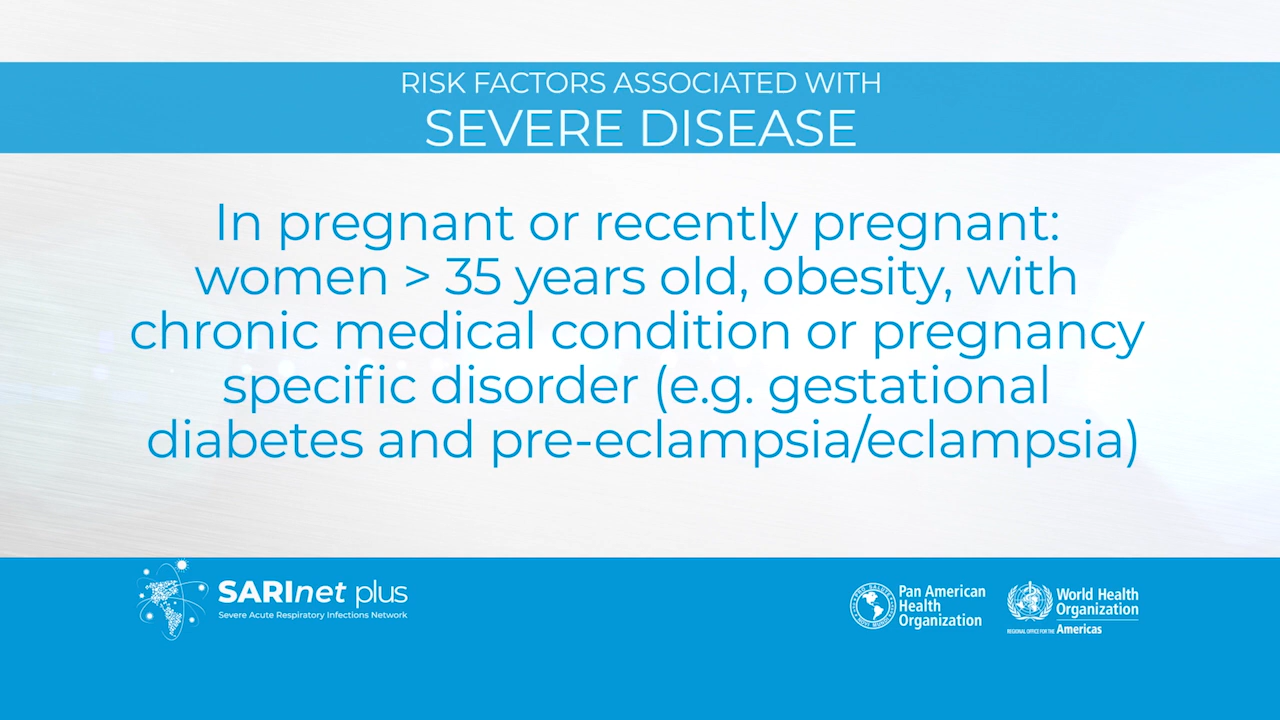 RISK FACTORS ASSOCIATED WITH
SEVERE DISEASE
In pregnant or recently pregnant:
women > 35 years old, obesity, with
chronic medical condition or pregnancy
specific disorder (e.g. gestational
diabetes and pre-eclampsia/eclampsia)
SARInet plus
Severe Acute Respiratory Infections Network
Pan American
Health
Organization
World Health
Organization
REGIONAL OFFICE FOR THE Americas